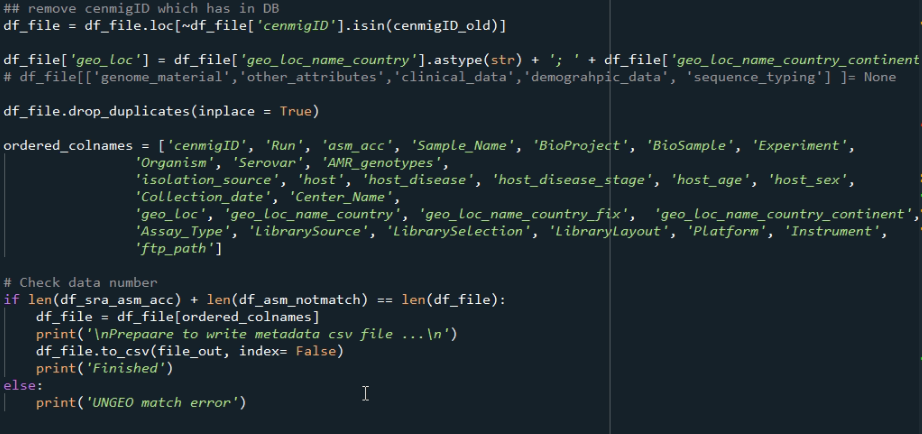 ## remove cenmigID which has in DB
df_file = df_file.loc[~df_file['cenmigID'].isin(cenmigID_old)]
df_file['geo_loc'] = df_file['geo_loc_name_country'].astype(str) + '; ' + df_file['geo_loc_name_country_continent
# df_file[['genome_material','other_attributes','clinical_data','demograhpic_data', 'sequence_typing'] ]= None
df_file.drop_duplicates(inplace = True)
ordered_colnames = ['cenmigID', 'Run', 'asm_acc', 'Sample_Name', 'BioProject', 'BioSample', 'Experiment',
'Organism', 'Serovar', 'AMR_genotypes',
'isolation_source', 'host', 'host_disease', 'host_disease_stage', 'host_age', 'host_sex',
'Collection_date', 'Center_Name',
'geo_loc', 'geo_loc_name_country', 'geo_loc_name_country_fix', 'geo_loc_name_country_continent',
'Assay_Type', 'LibrarySource', 'LibrarySelection', 'LibraryLayout', 'Platform', 'Instrument',
'ftp_path']
# Check data number
if len(df_sra_asm_acc) + len(df_asm_notmatch) == len(df_file):
df_file = df_file[ordered_colnames]
print('\nPrepaare to write metadata csv file ...\n')
df_file.to_csv(file_out, index= False)
print('Finished')
else:
print('UNGEO match error')